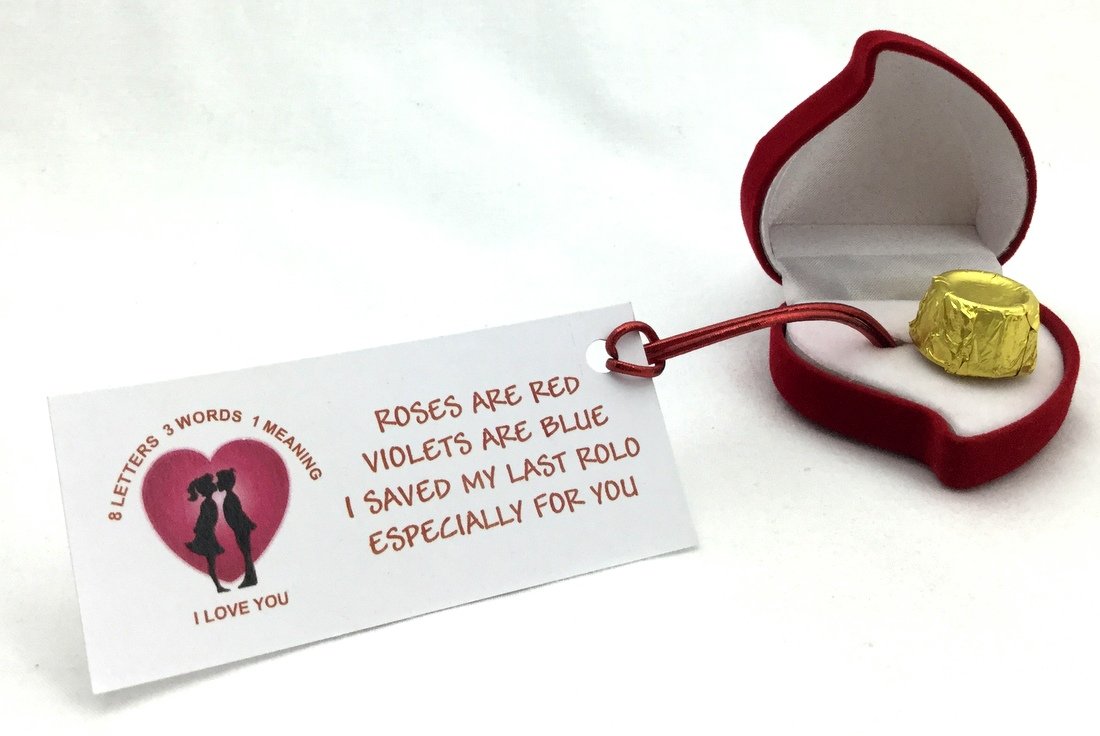 8 LETTERS 3 WORDS 1 MEANING
I LOVE YOU
ROSES ARE RED
VIOLETS ARE BLUE
I SAVED MY LAST ROLO
ESPECIALLY FOR YOU